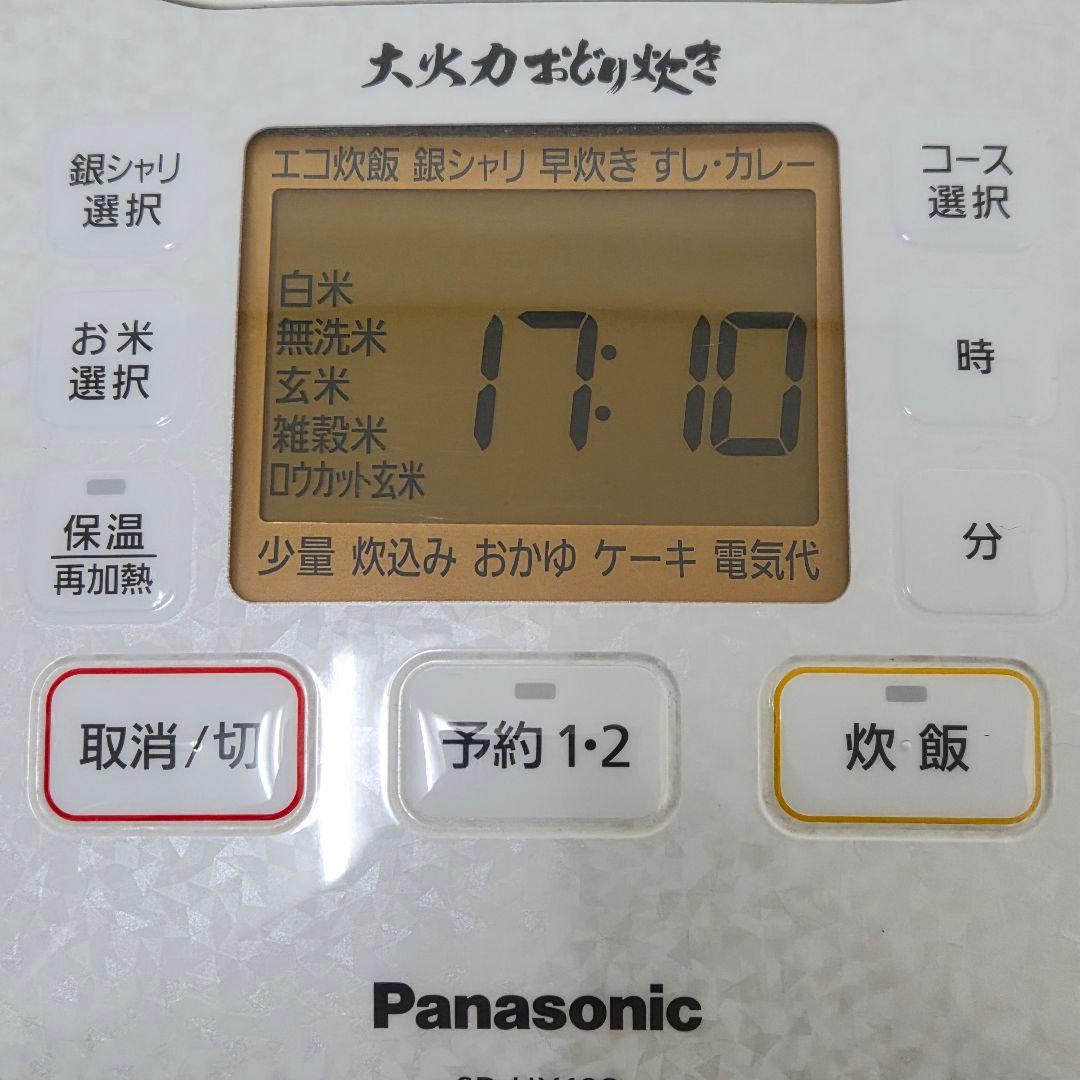 大火力おどり炊き
エコ炊飯 銀シャリ 早炊き すし・カレー
銀シャリ
選択
コース
選択
白米
無洗米
玄米
雑穀米
ロウカット玄米
17:10
お米
選択
時
保温
再加熱
分
少量 炊込み おかゆ ケーキ 電気代
取消/切
予約1・2
炊飯
Panasonic